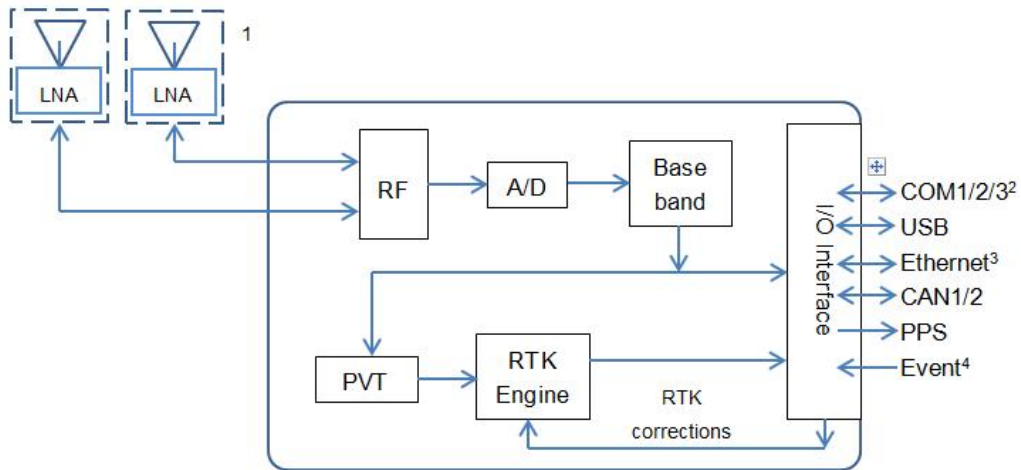 1
LNA
LNA
RF
A/D
Base
band
I/O Interface
COM1/2/3²
USB
Ethernet³
CAN1/2
PPS
Event⁴
PVT
RTK
Engine
RTK
corrections